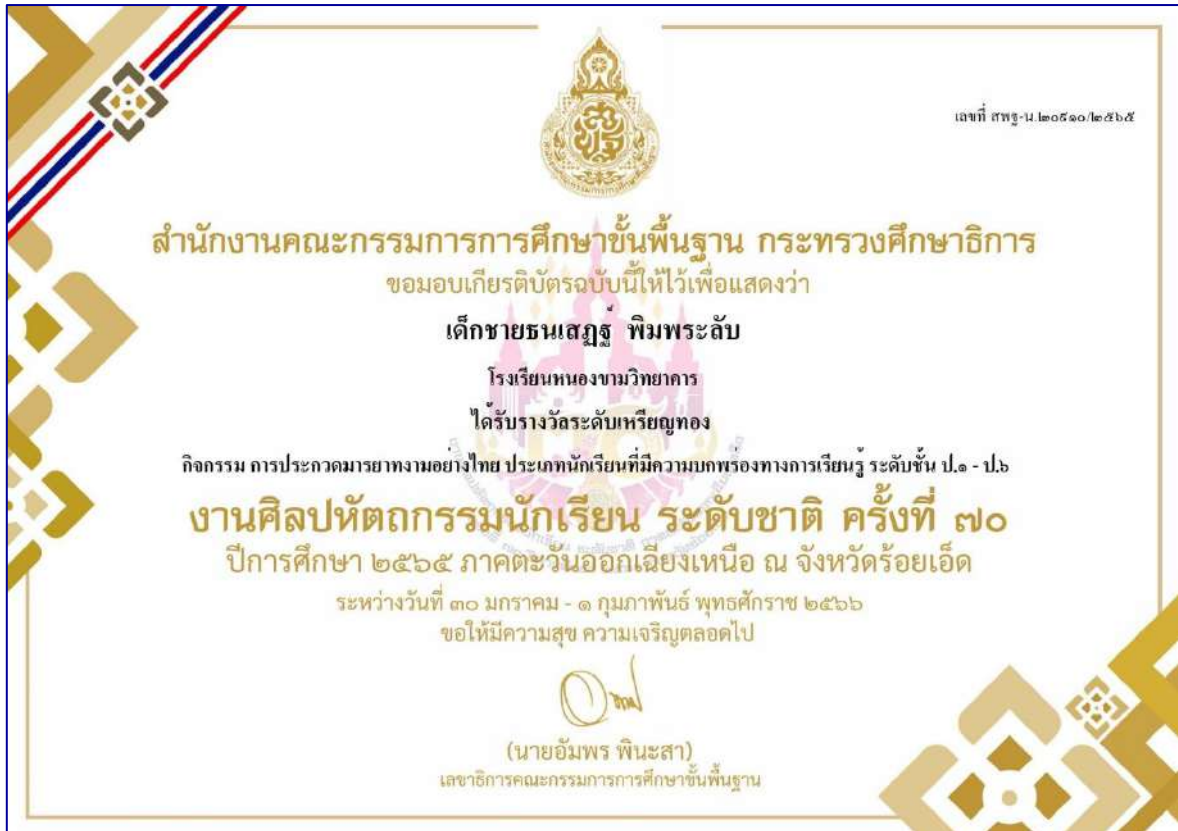 เลขที่ สพฐ-น.๒๐๕๑๐/๒๕๖๕
สำนักงานคณะกรรมการการศึกษาขั้นพื้นฐาน กระทรวงศึกษาธิการ
ขอมอบเกียรติบัตรฉบับนี้ให้ไว้เพื่อแสดงว่า
เด็กชายธนเสฏฐ์ พิมพระลับ
โรงเรียนหนองขามวิทยาคาร
ได้รับรางวัลระดับเหรียญทอง
กิจกรรม การประกวดมารยาทงามอย่างไทย ประเภทนักเรียนที่มีความบกพร่องทางการเรียนรู้ ระดับชั้น ป.๑ - ป.๖
งานศิลปหัตถกรรมนักเรียน ระดับชาติ ครั้งที่ ๗๐
ปีการศึกษา ๒๕๖๕ ภาคตะวันออกเฉียงเหนือ ณ จังหวัดร้อยเอ็ด
ระหว่างวันที่ ๓๐ มกราคม - ๑ กุมภาพันธ์ พุทธศักราช ๒๕๖๖
ขอให้มีความสุข ความเจริญตลอดไป
(นายอัมพร พินะสา)
เลขาธิการคณะกรรมการการศึกษาขั้นพื้นฐาน